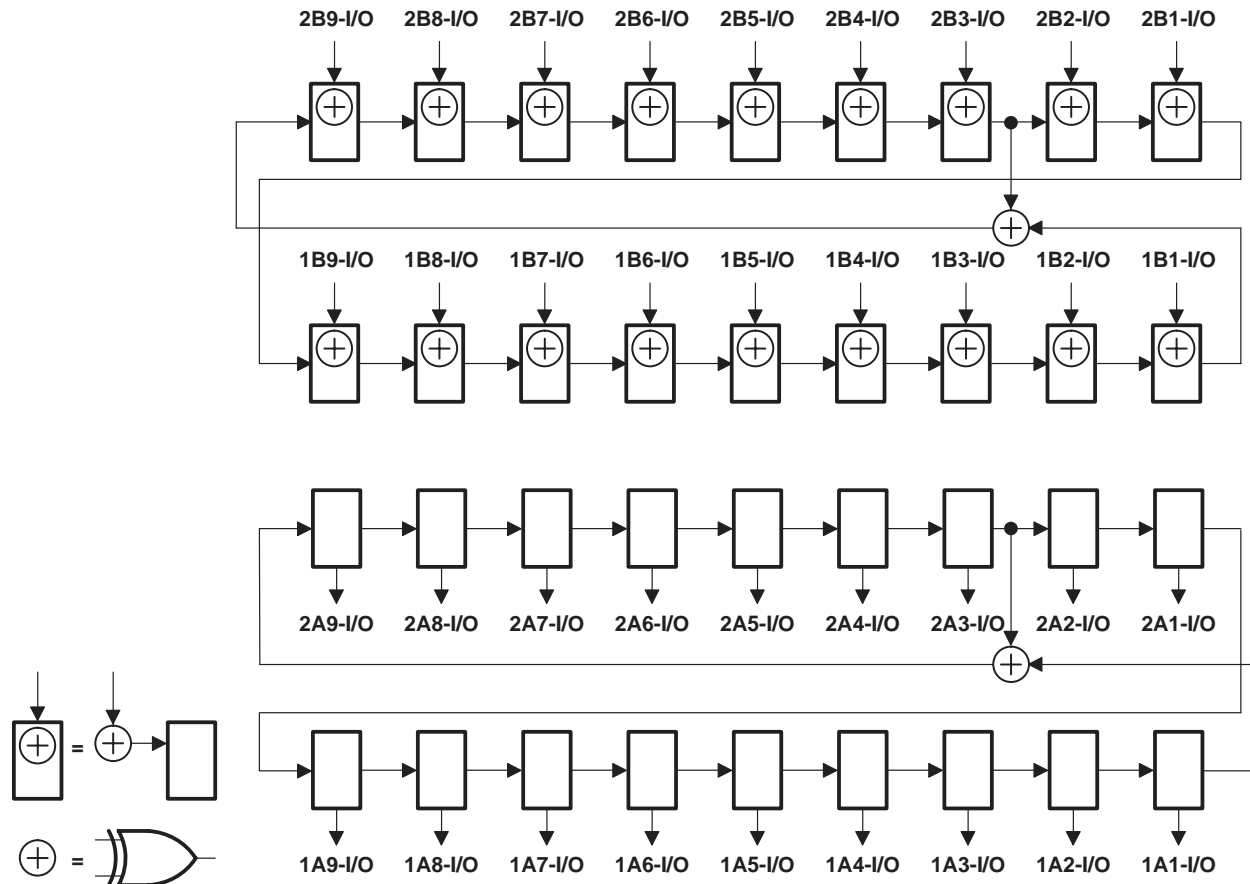 2B9-I/O 2B8-I/O 2B7-I/O 2B6-I/O 2B5-I/O 2B4-I/O 2B3-I/O 2B2-I/O 2B1-I/O
1B9-I/O 1B8-I/O 1B7-I/O 1B6-I/O 1B5-I/O 1B4-I/O 1B3-I/O 1B2-I/O 1B1-I/O
2A9-I/O 2A8-I/O 2A7-I/O 2A6-I/O 2A5-I/O 2A4-I/O 2A3-I/O 2A2-I/O 2A1-I/O
=
=
1A9-I/O 1A8-I/O 1A7-I/O 1A6-I/O 1A5-I/O 1A4-I/O 1A3-I/O 1A2-I/O 1A1-I/O